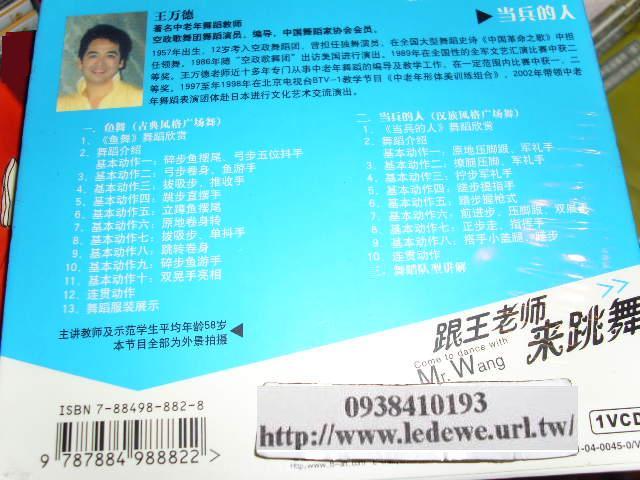 王万德
▶当兵的人
著名中老年舞蹈教师
空政歌舞团舞蹈演员，编导，中国舞蹈家协会会员。
1957年出生，12岁考入空政舞蹈团，曾担任独舞演员，在全国大型舞蹈史诗《中国革命之歌》中担
任领舞。1986年随“空政歌舞团”出访美国进行演出。1989年在全国性的全军文艺汇演比赛中获二
等奖。王万德老师近十多年专门从事中老年舞蹈的编导及教学工作，在一定范围内比赛中获一、二
等奖。1997至年1998年在北京电视台BTV-1教学节目《中老年形体美训练组合》，2002年带领中老
年舞蹈表演团体赴日本进行文化艺术交流演出。
一．鱼舞（古典风格广场舞）
1、《鱼舞》舞蹈欣赏
2、舞蹈介绍
基本动作一：碎步鱼摆尾、弓步五位抖手
3、基本动作二：弓步卷身、鱼游手
4、基本动作三：拔吸步、推收手
5、基本动作四：跳步直摆手
6、基本动作五：立蹲鱼摆尾
7、基本动作六：原地卷身转
8、基本动作七：拔吸步、单抖手
9、基本动作八：跳转卷身
10、基本动作九：碎步鱼游手
11、基本动作十：双晃手亮相
12、连贯动作
13、舞蹈服装展示
二．当兵的人（汉族风格广场舞）
1、《当兵的人》舞蹈欣赏
2、舞蹈介绍
基本动作一：原地压脚跟、军礼手
3、基本动作二：撩腿压脚、军礼手
4、基本动作三：拧步军礼手
5、基本动作四：踏步提指手
6、基本动作五：踏步握枪式
7、基本动作六：前进步，压脚跟，双展
8、基本动作七：正步走，指挥手
9、基本动作八：搭手小盖腿
10、连贯动作
三．舞蹈队型讲解
主讲教师及示范学生平均年龄58岁◀
本节目全部为外景拍摄
跟王老师
来跳舞
Come to dance with
Mr. Wang
ISBN 7-88498-882-8
9 787884 988822 >
0938410193
http://www.ledewe.url.tw/
1VCD
-01-04-0045-0/V